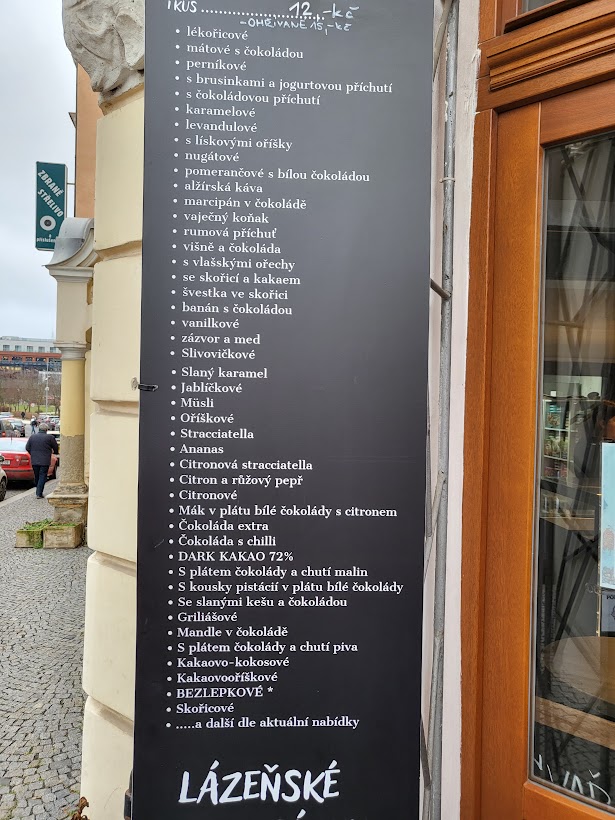 1KUS....................12,-kč
-OHŘÍVANÉ 15,-kč
• lékořicové
• mátové s čokoládou
• perníkové
• s brusinkami a jogurtovou příchutí
• s čokoládovou příchutí
• karamelové
• levandulové
• s lískovými oříšky
• nugátové
• pomerančové s bílou čokoládou
• alžírská káva
• marcipán v čokoládě
• vaječný koňak
• rumová příchuť
• višně a čokoláda
• s vlašskými ořechy
• se skořicí a kakaem
• švestka ve skořici
• banán s čokoládou
• vanilkové
• zázvor a med
• Slivovičkové
• Slaný karamel
• Jablíčkové
• Müsli
• Oříškové
• Stracciatella
• Ananas
• Citronová stracciatella
• Citron a růžový pepř
• Citronové
• Mák v plátu bílé čokolády s citronem
• Čokoláda extra
• Čokoláda s chilli
• DARK KAKAO 72%
• S plátem čokolády a chutí malin
• S kousky pistácií v plátu bílé čokolády
• Se slanými kešu a čokoládou
• Griliášové
• Mandle v čokoládě
• S plátem čokolády a chutí piva
• Kakaovo-kokosové
• Kakaovooříškové
• BEZLEPKOVÉ *
• Skořicové
• .....a další dle aktuální nabídky
LÁZEŇSKÉ
ZBRANĚ
STŘELIVO